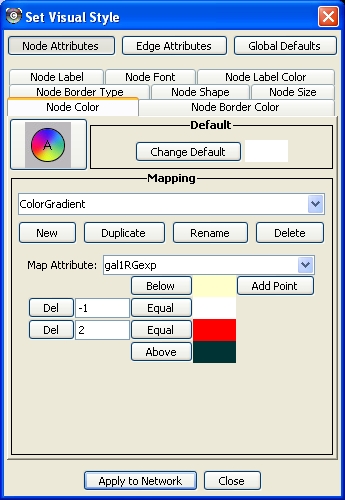 Set Visual Style
Node Attributes Edge Attributes Global Defaults
Node Label Node Font Node Label Color
Node Border Type Node Shape Node Size
Node Color Node Border Color
A
Default
Change Default
Mapping
ColorGradient
New Duplicate Rename Delete
Map Attribute: gal1RGexp
Below Add Point
Del -1 Equal
Del 2 Equal
Above
Apply to Network Close